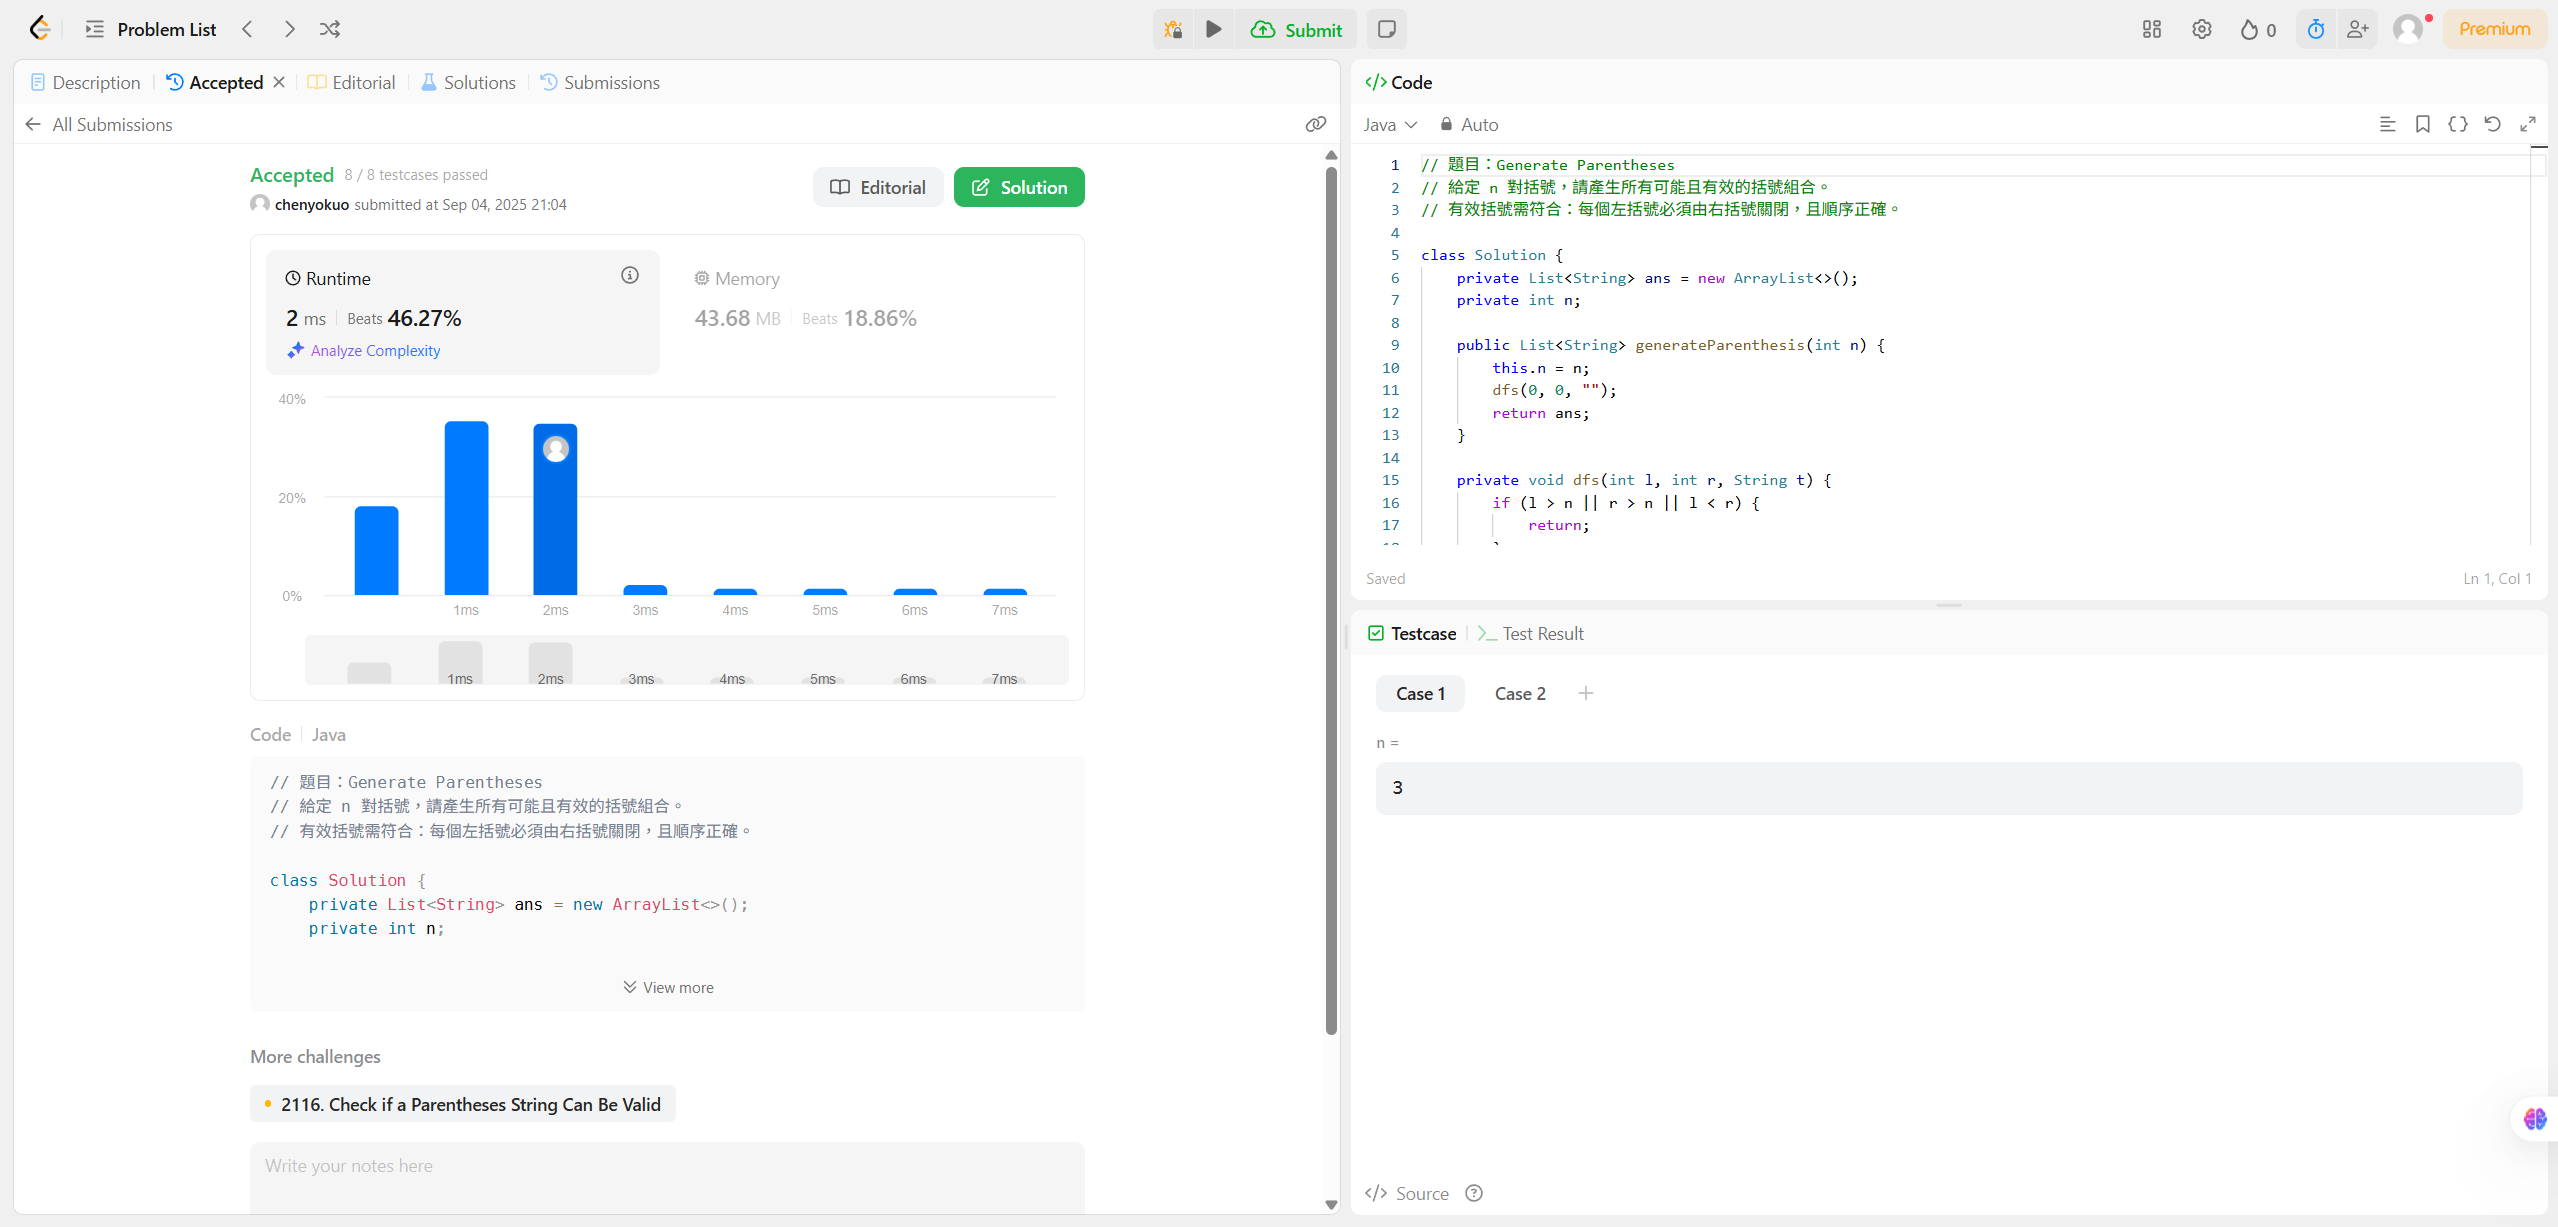 Problem List
Submit
0
Premium
Description
Accepted
Editorial
Solutions
Submissions
All Submissions
Accepted 8 / 8 testcases passed
chenyokuo submitted at Sep 04, 2025 21:04
Editorial
Solution
Runtime
2 ms Beats 46.27%
Analyze Complexity
Memory
43.68 MB Beats 18.86%
40%
20%
0%
1ms 2ms 3ms 4ms 5ms 6ms 7ms
1ms 2ms 3ms 4ms 5ms 6ms 7ms
Code Java
// 題目：Generate Parentheses
// 給定 n 對括號，請產生所有可能且有效的括號組合。
// 有效括號需符合：每個左括號必須由右括號關閉，且順序正確。
class Solution {
private List<String> ans = new ArrayList<>();
private int n;
View more
More challenges
2116. Check if a Parentheses String Can Be Valid
Write your notes here
</> Code
Java Auto
1 // 題目：Generate Parentheses
2 // 給定 n 對括號，請產生所有可能且有效的括號組合。
3 // 有效括號需符合：每個左括號必須由右括號關閉，且順序正確。
4
5 class Solution {
6 private List<String> ans = new ArrayList<>();
7 private int n;
8
9 public List<String> generateParenthesis(int n) {
10 this.n = n;
11 dfs(0, 0, "");
12 return ans;
13 }
14
15 private void dfs(int l, int r, String t) {
16 if (l > n || r > n || l < r) {
17 return;
Saved
Ln 1, Col 1
Testcase
Test Result
Case 1
Case 2
n =
3
</> Source